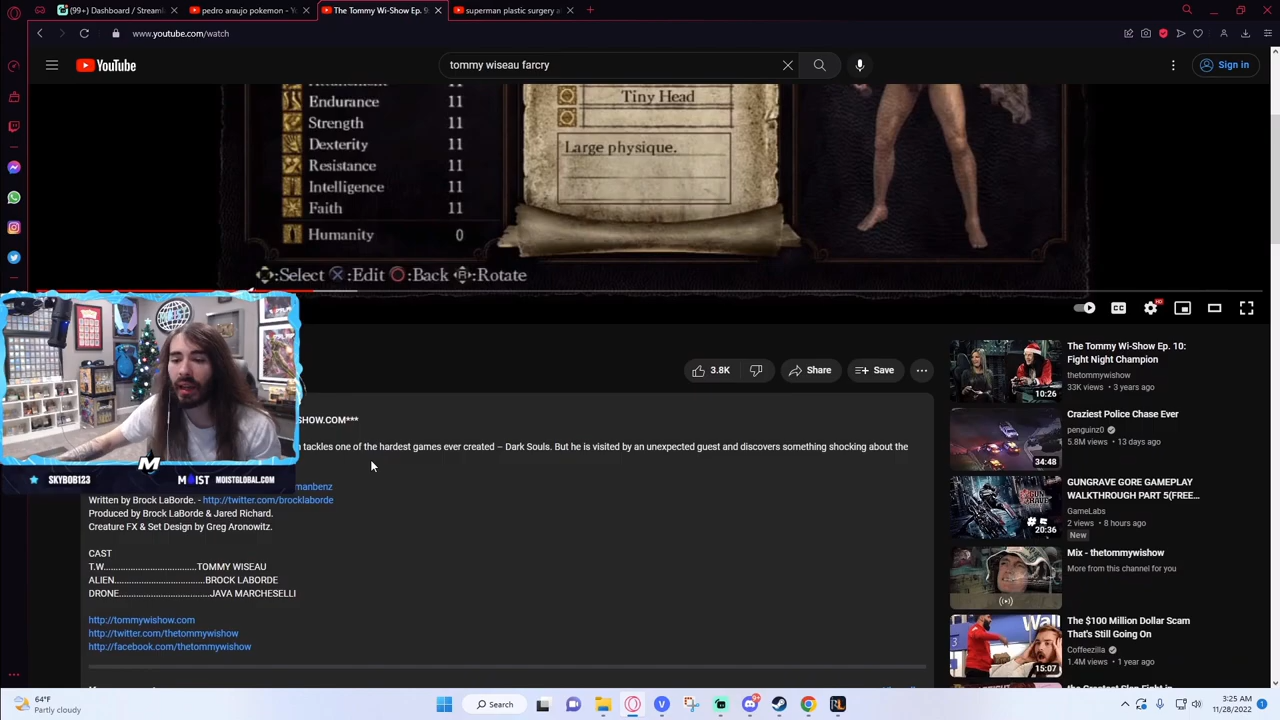 (99+) Dashboard / Streaml
pedro araujo pokemon - Yo
The Tommy Wi-Show Ep. 9
superman plastic surgery a
www.youtube.com/watch
YouTube
tommy wiseau farcry
Sign in
Endurance 11
Strength 11
Dexterity 11
Resistance 11
Intelligence 11
Faith 11
Humanity 0
Tiny Head
Large physique.
:Select :Edit :Back :Rotate
3.8K
Share
Save
SHOW.COM***
tackles one of the hardest games ever created – Dark Souls. But he is visited by an unexpected guest and discovers something shocking about the
manbenz
Written by Brock LaBorde. - http://twitter.com/brocklaborde
Produced by Brock LaBorde & Jared Richard.
Creature FX & Set Design by Greg Aronowitz.
CAST
T.W......................................TOMMY WISEAU
ALIEN.....................................BROCK LABORDE
DRONE.....................................JAVA MARCHESELLI
http://tommywishow.com
http://twitter.com/thetommywishow
http://facebook.com/thetommywishow
SKYBOB123
M
MOIST
MOISTGLOBAL.COM
The Tommy Wi-Show Ep. 10:
Fight Night Champion
thetommywishow
33K views • 3 years ago
10:26
Craziest Police Chase Ever
penguinz0
5.8M views • 13 days ago
34:48
GUNGRAVE GORE GAMEPLAY
WALKTHROUGH PART 5(FREE...
GameLabs
2 views • 8 hours ago
New
#5
20:36
Mix - thetommywishow
More from this channel for you
The $100 Million Dollar Scam
That's Still Going On
Coffeezilla
1.4M views • 1 year ago
15:07
64°F
Partly cloudy
Search
3:25 AM
11/28/2022